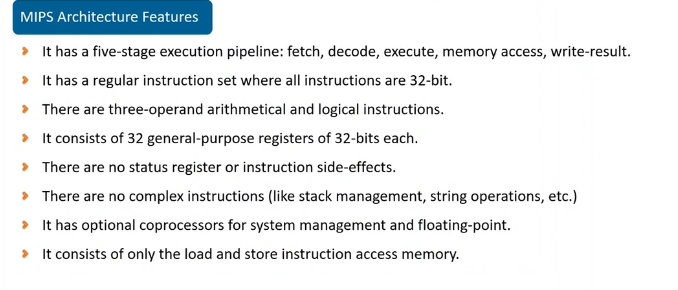 MIPS Architecture Features
It has a five-stage execution pipeline: fetch, decode, execute, memory access, write-result.
It has a regular instruction set where all instructions are 32-bit.
There are three-operand arithmetical and logical instructions.
It consists of 32 general-purpose registers of 32-bits each.
There are no status register or instruction side-effects.
There are no complex instructions (like stack management, string operations, etc.)
It has optional coprocessors for system management and floating-point.
It consists of only the load and store instruction access memory.